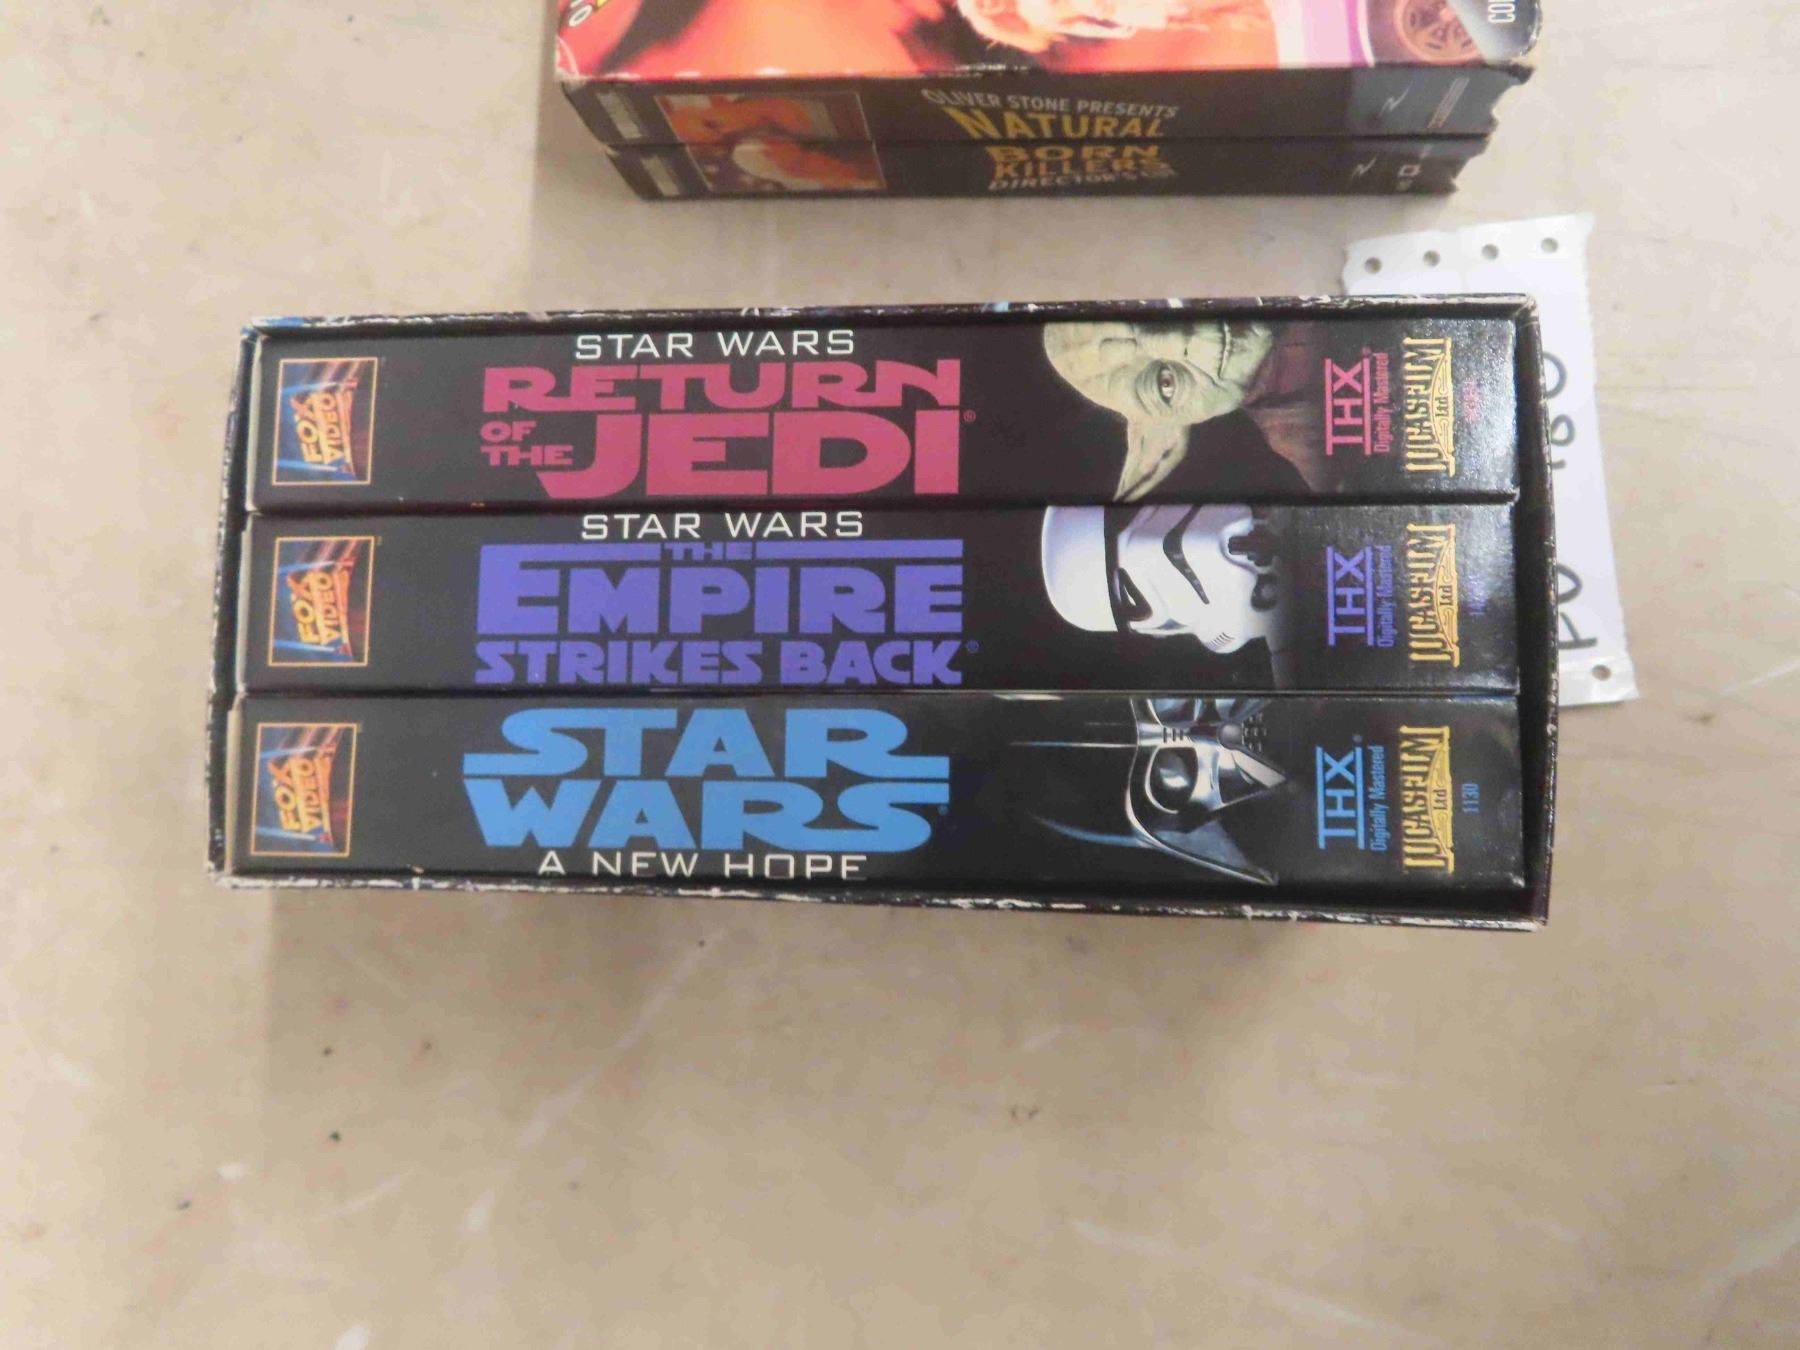 OLIVER STONE PRESENTS
NATURAL
BORN
KILLERS
DIRECTOR'S CUT
FOX
VIDEO
STAR WARS
RETURN
OF
THE
JEDI®
THX®
Digitally Mastered
LUCASFILM
Ltd
FOX
VIDEO
STAR WARS
THE
EMPIRE
STRIKES BACK®
THX
Digitally Mastered
LUCASFILM
Ltd
FOX
VIDEO
STAR
WARS
A NEW HOPE
THX®
Digitally Mastered
LUCASFILM
Ltd
1130